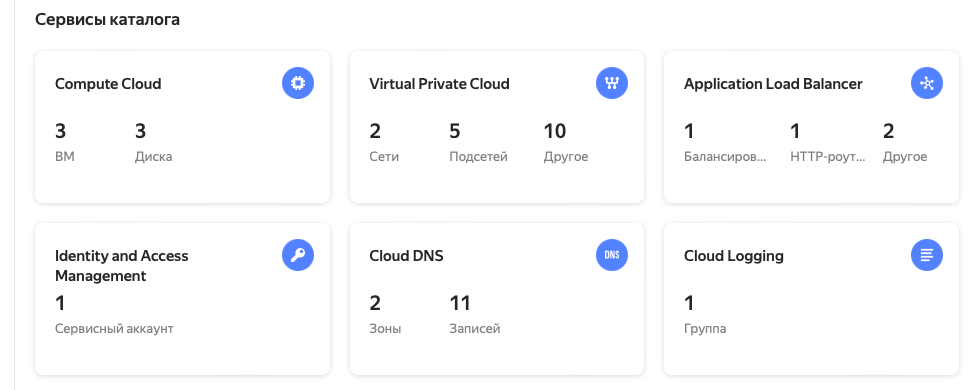 Сервисы каталога
Compute Cloud
3 3
ВМ Диска
Virtual Private Cloud
2 5 10
Сети Подсетей Другое
Application Load Balancer
1 1 2
Балансиров... HTTP-роут... Другое
Identity and Access
Management
1
Сервисный аккаунт
Cloud DNS
DNS
2 11
Зоны Записей
Cloud Logging
1
Группа